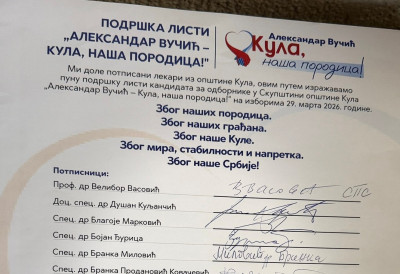 ПОДРШКА ЛИСТИ
„АЛЕКСАНДАР ВУЧИЋ –
КУЛА, НАША ПОРОДИЦА!"
Александар Вучић
Кула,
наша породица!
Ми доле потписани лекари из општине Кула, овим путем изражавамо
пуну подршку листи кандидата за одборнике у Скупштини општине Кула
„Александар Вучић – Кула, наша породица!" на изборима 29. марта 2026. године.
Због наших породица.
Због наших грађана.
Због наше Куле.
Због мира, стабилности и напретка.
Због наше Србије!
Потписници:
Проф. др Велибор Васовић
ВВасовић СПС
Доц. спец. др Душан Куљанчић
Спец. др Благоје Марковић
Спец. др Бојан Ђурица
Спец. др Бранка Миловић
Миловић Бранка
Спец. др Бранка Продановић